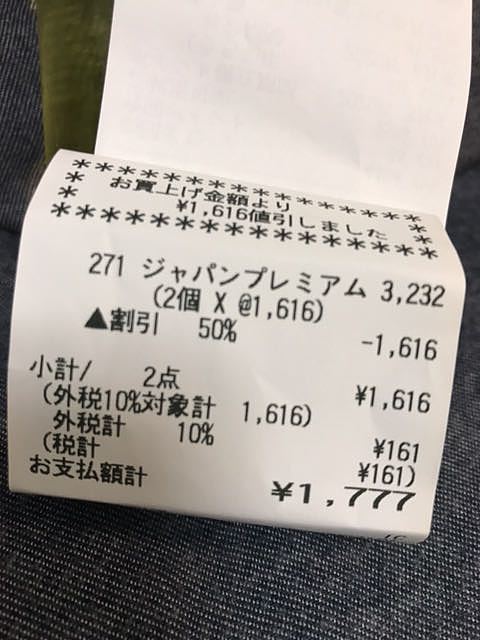 ******************
* お買上げ金額より *
* ¥1,616値引しました *
******************
271 ジャパンプレミアム 3,232
(2個 X @1,616)
▲割引 50% -1,616
小計/ 2点 ¥1,616
(外税10%対象計 1,616)
外税計 10% ¥161
(税計 ¥161)
お支払額計 ¥1,777